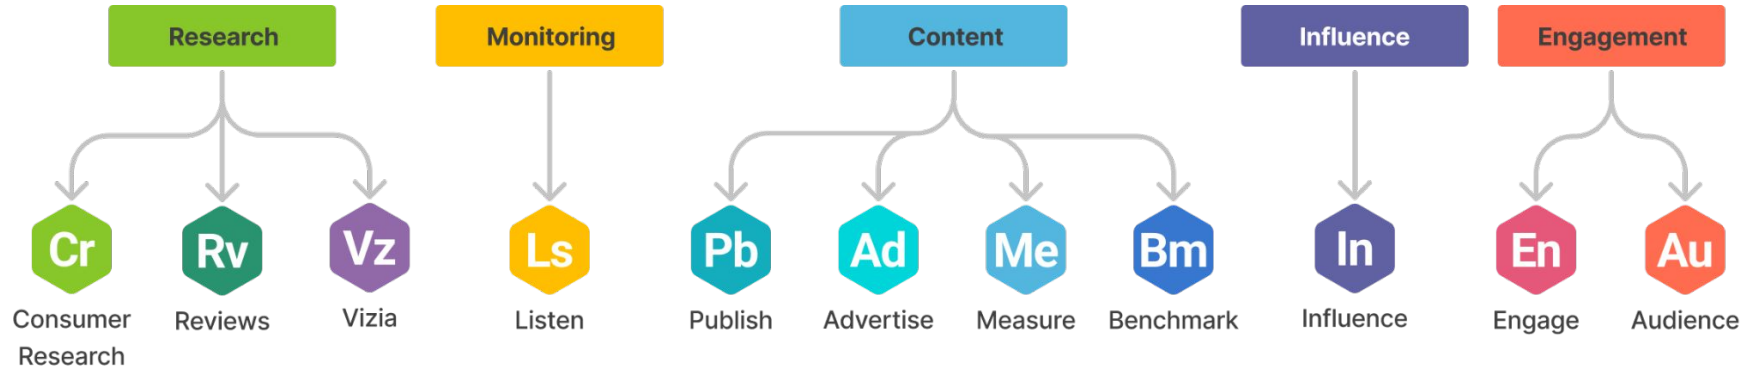 Research
Monitoring
Content
Influence
Engagement
Cr
Rv
Vz
Ls
Pb
Ad
Me
Bm
In
En
Au
Consumer
Research
Reviews
Vizia
Listen
Publish
Advertise
Measure
Benchmark
Influence
Engage
Audience